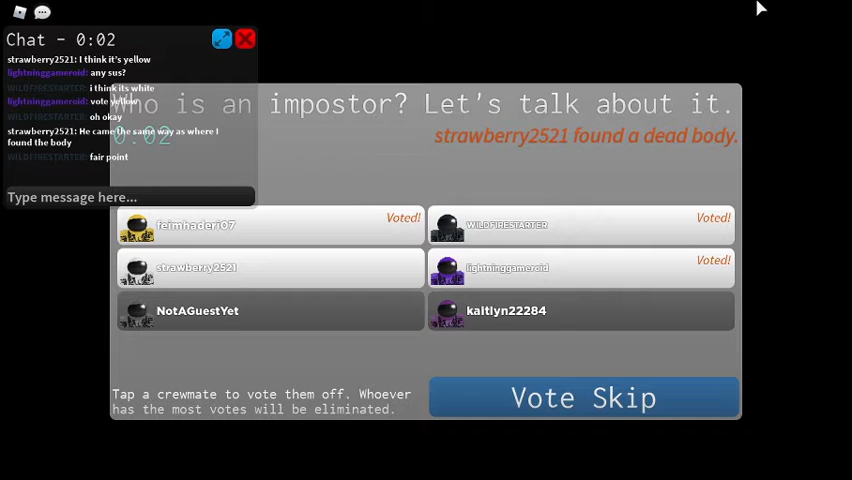 Chat - 0:02
strawberry2521: I think it's yellow
lightninggameroid: any sus?
WILDFIRESTARTER: i think its white
lightninggameroid: vote yellow
WILDFIRESTARTER: oh okay
strawberry2521: He came the same way as where I
found the body
WILDFIRESTARTER: fair point
Type message here...
Who is an impostor? Let's talk about it.
0:02
strawberry2521 found a dead body.
feimhaderi07 Voted!
WILDFIRESTARTER Voted!
strawberry2521
lightninggameroid Voted!
NotAGuestYet
kaitlyn22284
Tap a crewmate to vote them off. Whoever
has the most votes will be eliminated.
Vote Skip